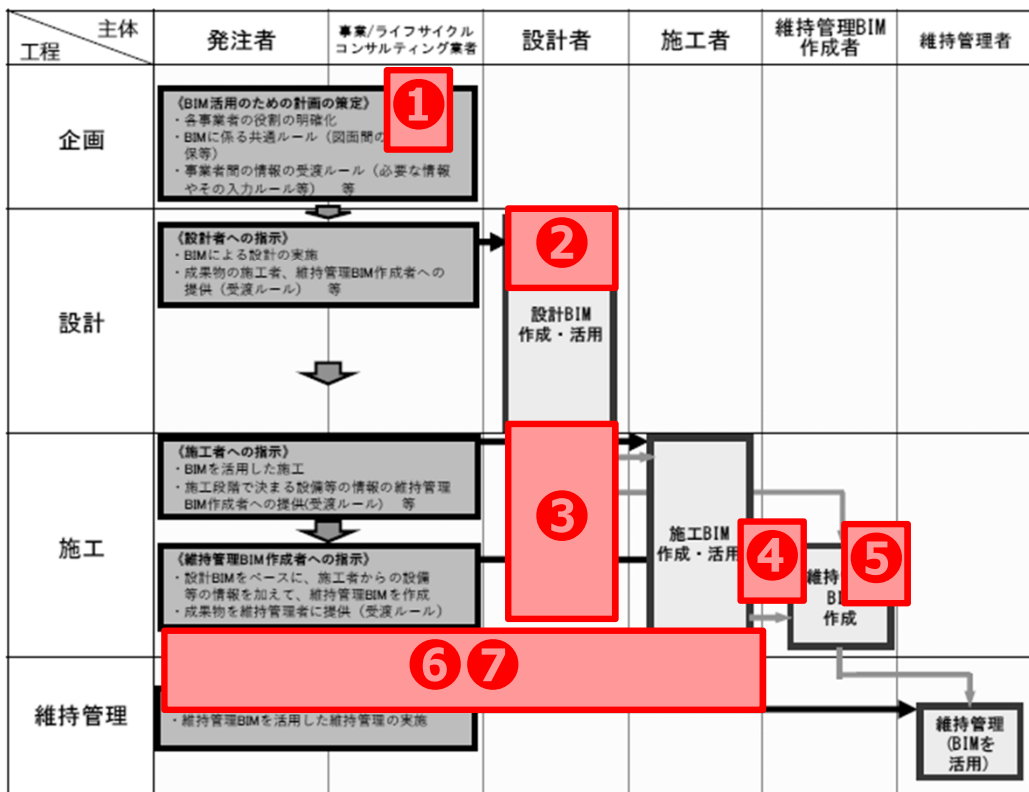 主体
工程
発注者
事業/ライフサイクル
コンサルティング業者
設計者
施工者
維持管理BIM
作成者
維持管理者
企画
《BIM活用のための計画の策定》
・各事業者の役割の明確化
・BIMに係る共通ルール（図面間の
保等）
・事業者間の情報の受渡ルール（必要な情報
やその入力ルール等） 等
❶
設計
《設計者への指示》
・BIMによる設計の実施
・成果物の施工者、維持管理BIM作成者への
提供（受渡ルール） 等
❷
設計BIM
作成・活用
施工
《施工者への指示》
・BIMを活用した施工
・施工段階で決まる設備等の情報の維持管理
BIM作成者への提供(受渡ルール) 等
《維持管理BIM作成者への指示》
・設計BIMをベースに、施工者からの設備
等の情報を加えて、維持管理BIMを作成
・成果物を維持管理者に提供（受渡ルール）
❸
施工BIM
作成・活用
❹
❺
維持
BI
作成
❻❼
維持管理
・維持管理BIMを活用した維持管理の実施
維持管理
(BIMを
活用)